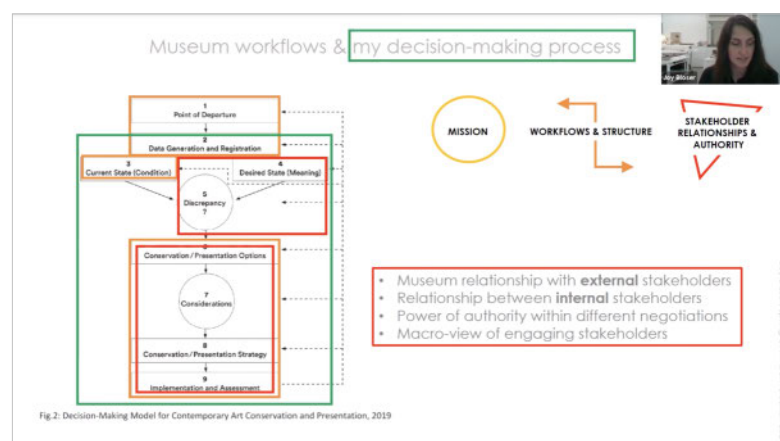 Museum workflows & my decision-making process
Joy Bloser
1
Point of Departure
2
Data Generation and Registration
3
Current State (Condition)
4
Desired State (Meaning)
5
Discrepancy
?
Conservation/Presentation Options
7
Considerations
8
Conservation/Presentation Strategy
9
Implementation and Assessment
MISSION
WORKFLOWS & STRUCTURE
STAKEHOLDER
RELATIONSHIPS &
AUTHORITY
• Museum relationship with external stakeholders
• Relationship between internal stakeholders
• Power of authority within different negotiations
• Macro-view of engaging stakeholders
Fig.2: Decision-Making Model for Contemporary Art Conservation and Presentation, 2019